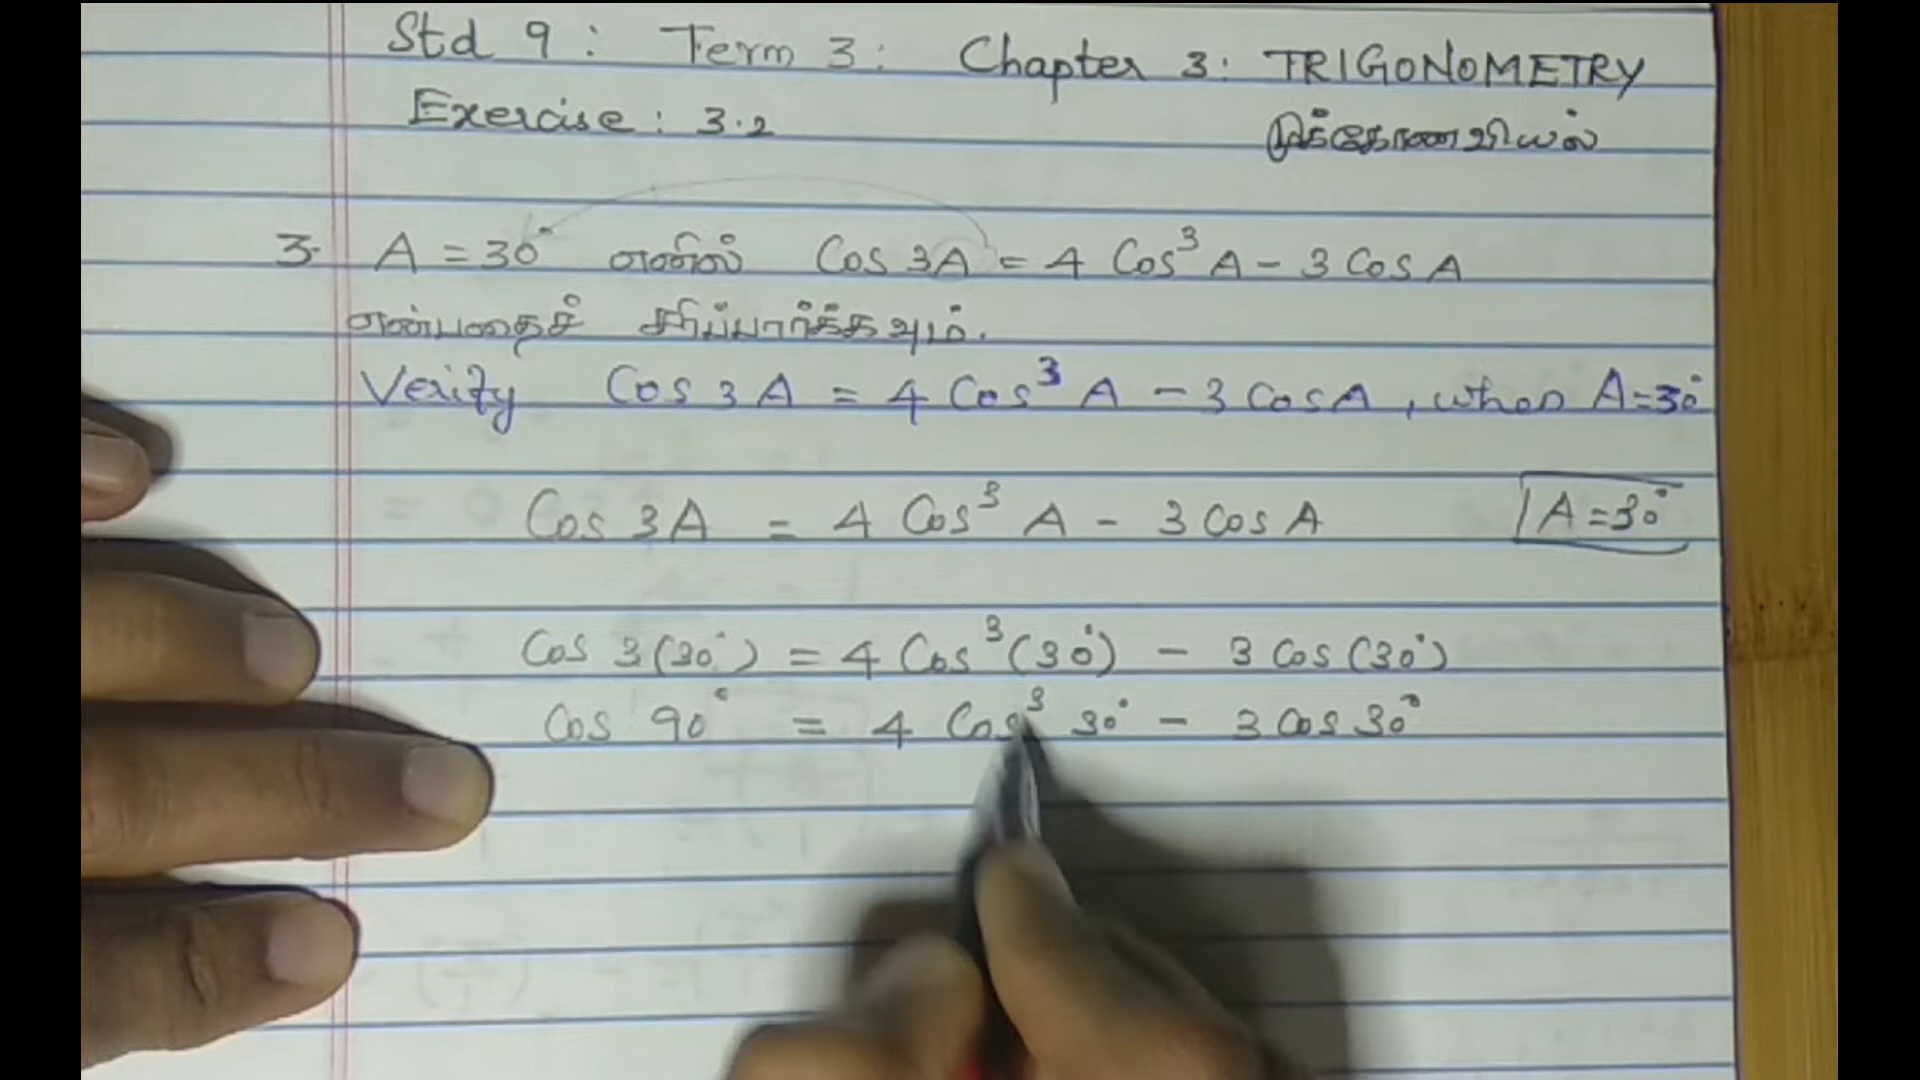 Std 9 : Term 3 : Chapter 3 : TRIGONOMETRY
Exercise : 3.2 முக்கோணவியல்
3. A = 30° எனில் Cos 3A = 4 Cos³ A - 3 Cos A
என்பதைச் சரிபார்க்கவும்.
Verify Cos 3A = 4 Cos³ A - 3 Cos A , when A = 30°
Cos 3A = 4 Cos³ A - 3 Cos A A = 30°
Cos 3(30°) = 4 Cos³ (30°) - 3 Cos (30°)
Cos 90° = 4 Cos³ 30° - 3 Cos 30°